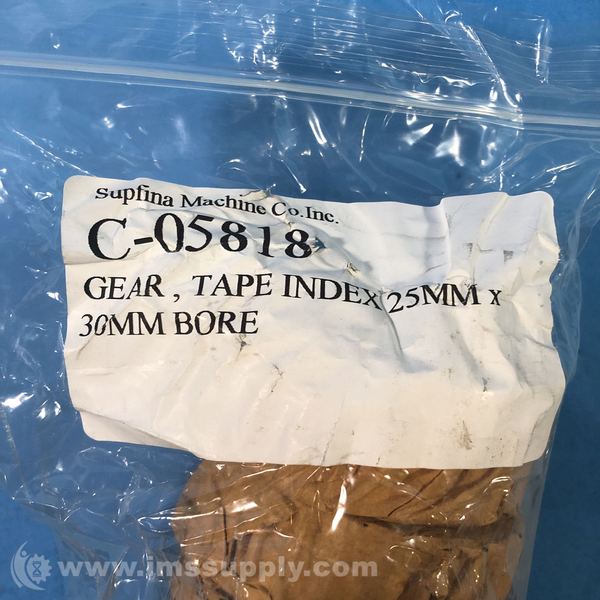 Supfina Machine Co.Inc.
C-05818
GEAR , TAPE INDEX 25MM X
30MM BORE
www.imssupply.com